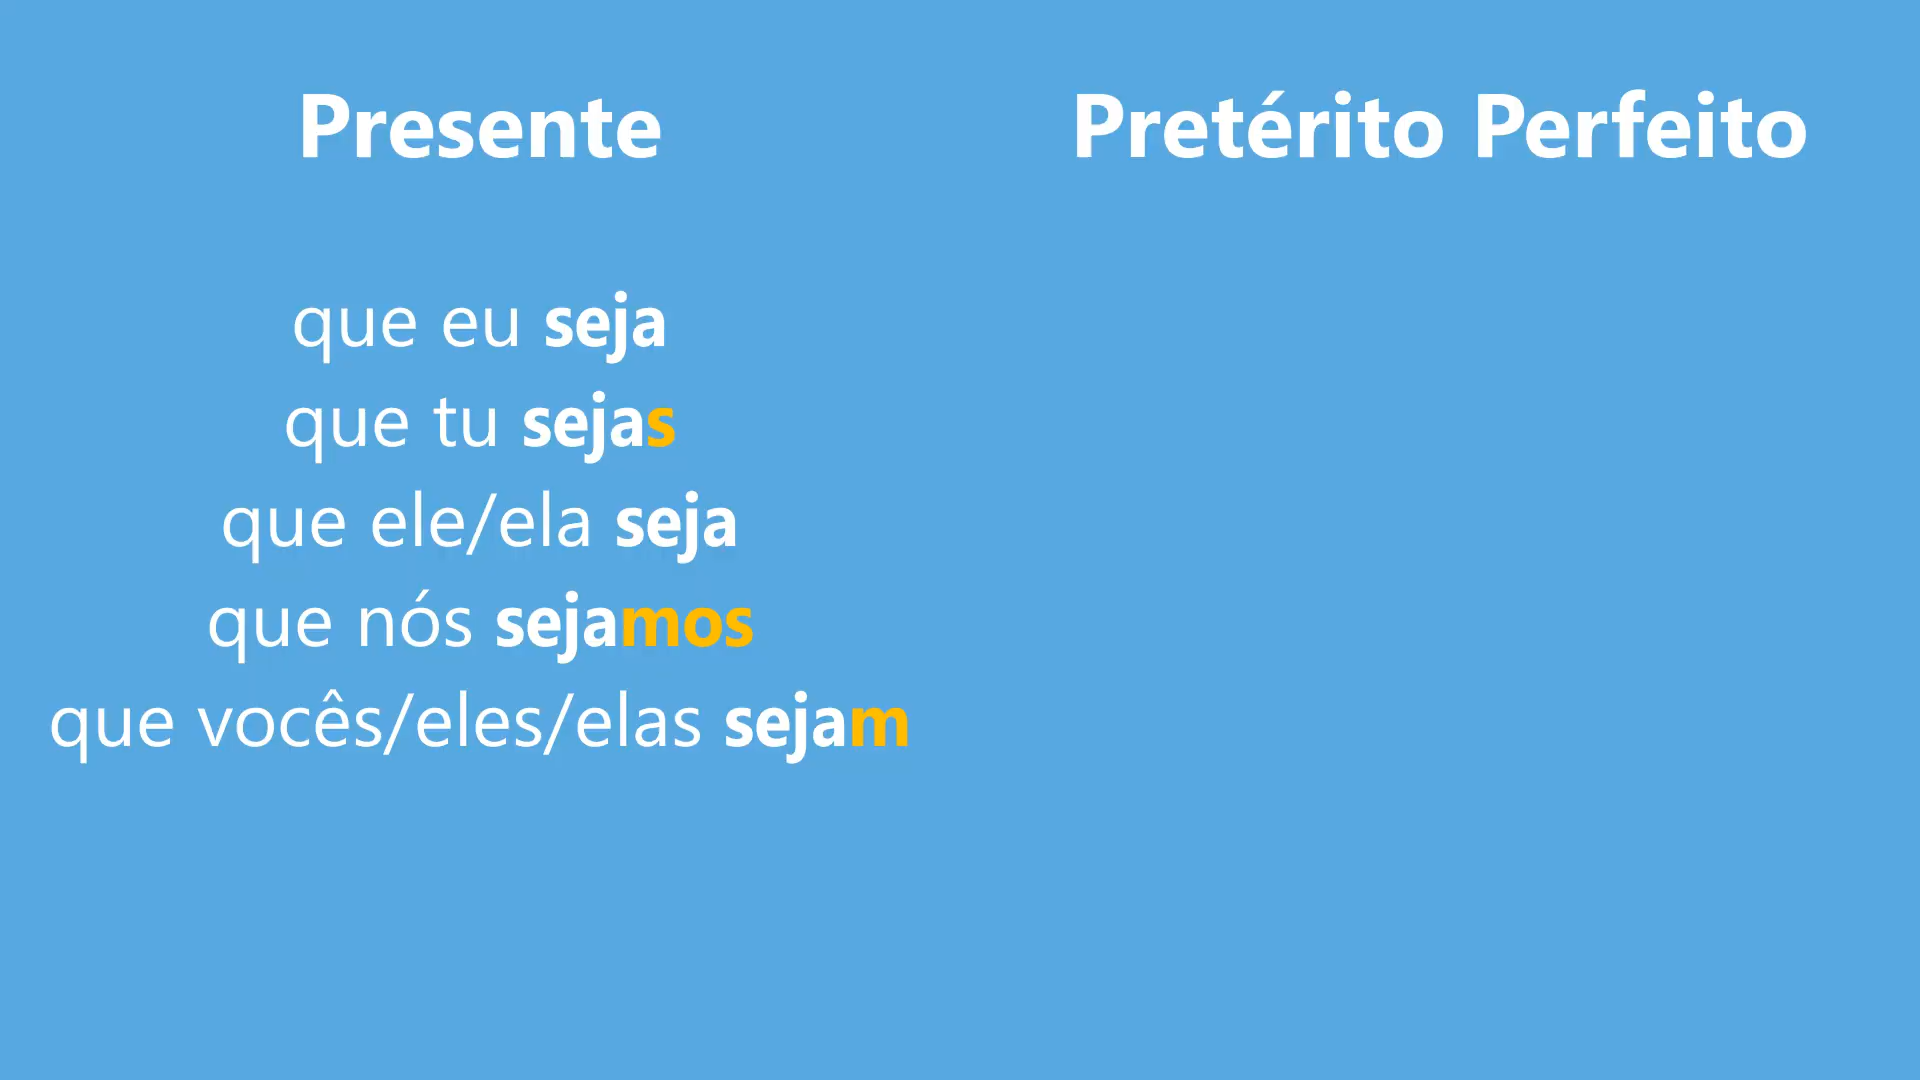 Presente
que eu seja
que tu sejas
que ele/ela seja
que nós sejamos
que vocês/eles/elas sejam
Pretérito Perfeito